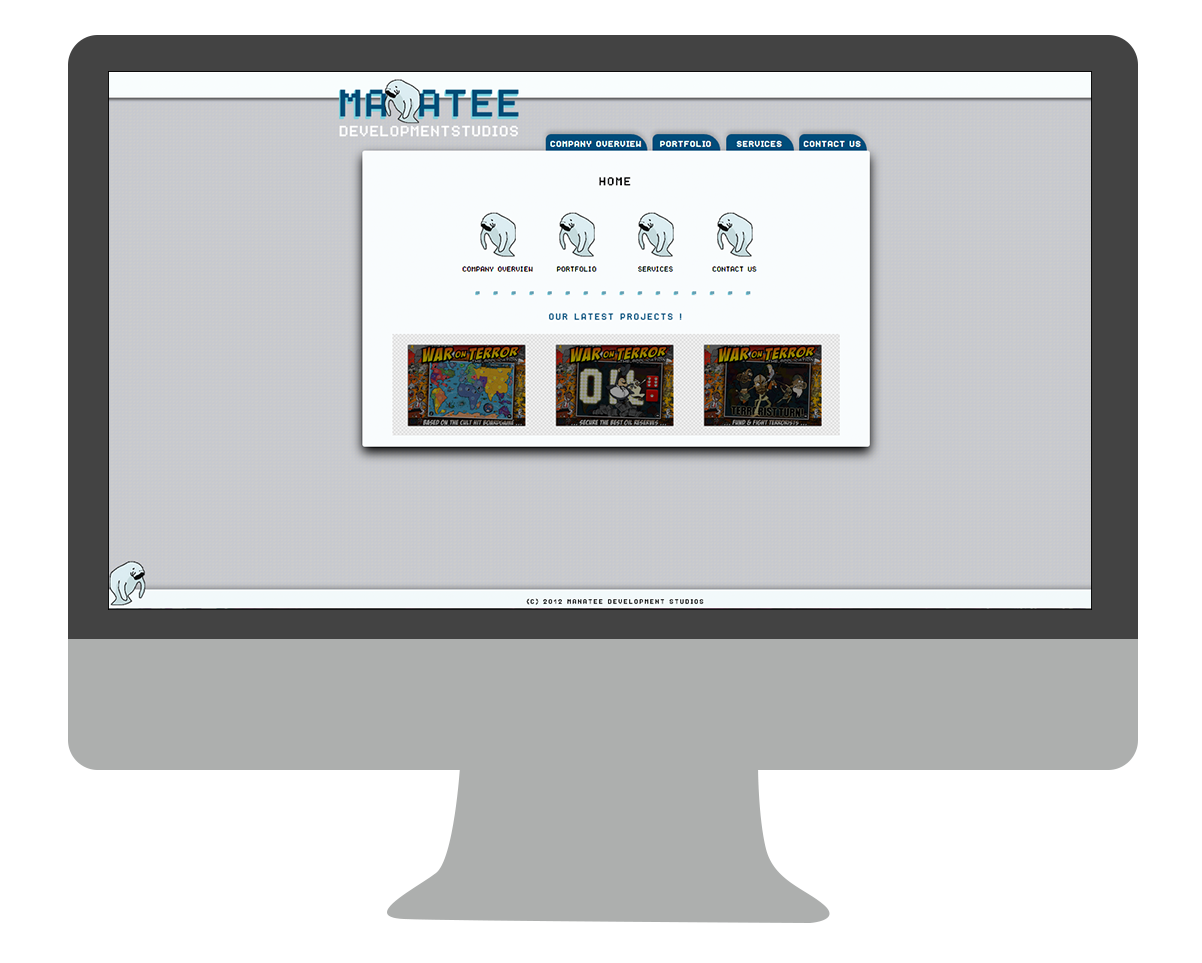 MANATEE
DEVELOPMENTSTUDIOS
COMPANY OVERVIEW PORTFOLIO SERVICES CONTACT US
HOME
COMPANY OVERVIEW PORTFOLIO SERVICES CONTACT US
OUR LATEST PROJECTS !
WAR ON TERROR WAR ON TERROR WAR ON TERROR
OIL
TERRORIST TURN!
BASED ON THE CULT HIT BOARDGAME ... ... SECURE THE BEST OIL RESERVES ... ... FUND & FIGHT TERRORISTS ...
(C) 2012 MANATEE DEVELOPMENT STUDIOS